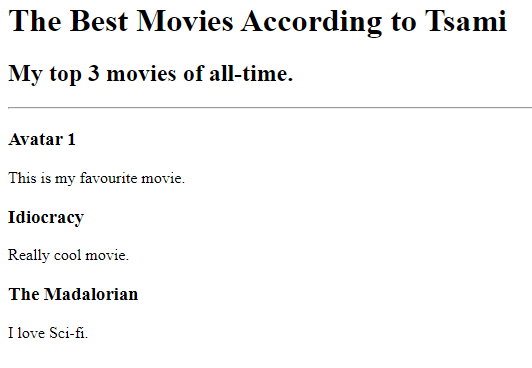 The Best Movies According to Tsami
My top 3 movies of all-time.
Avatar 1
This is my favourite movie.
Idiocracy
Really cool movie.
The Madalorian
I love Sci-fi.